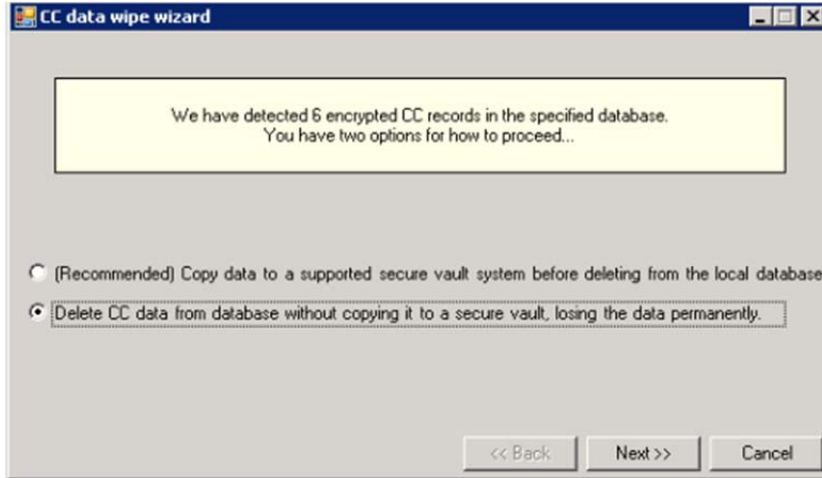 CC data wipe wizard
We have detected 6 encrypted CC records in the specified database.
You have two options for how to proceed...
(Recommended) Copy data to a supported secure vault system before deleting from the local database
Delete CC data from database without copying it to a secure vault, losing the data permanently.
<< Back Next >> Cancel